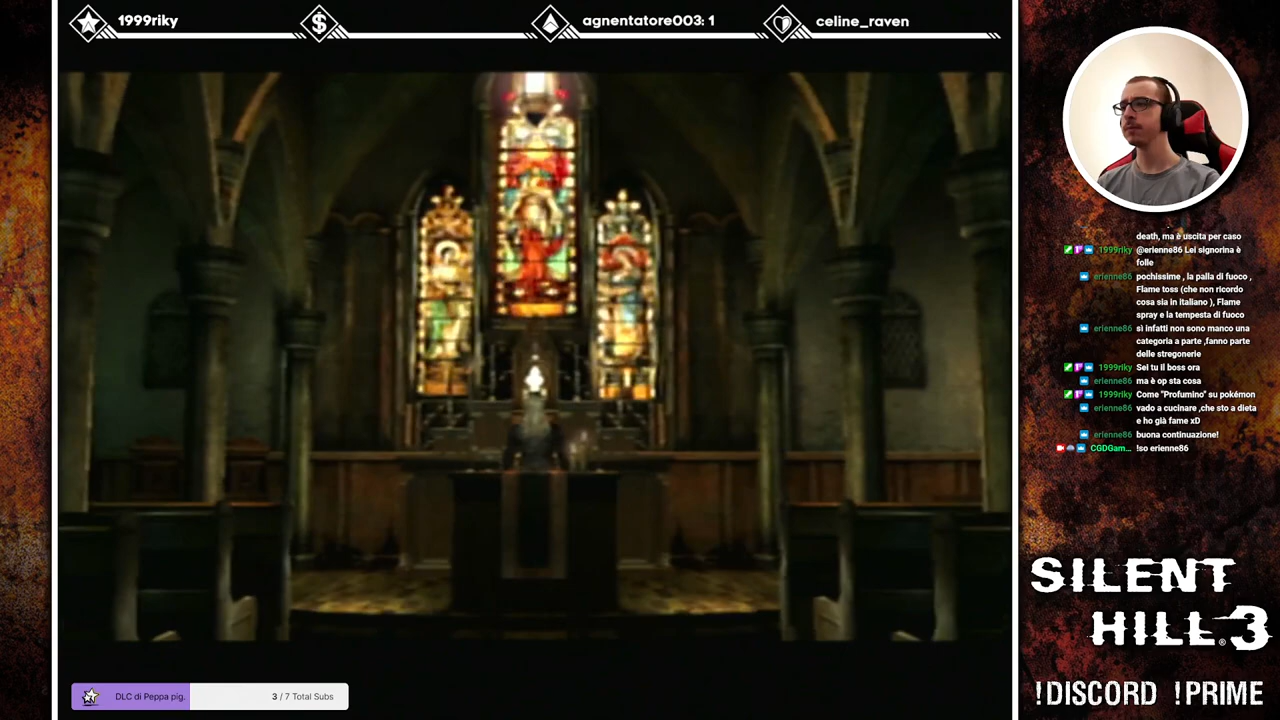 1999riky
agnentatore003: 1
celine_raven
death, ma è uscita per caso
1999riky @erienne86 Lei signorina è
folle
erienne86 pochissime , la palla di fuoco ,
Flame toss (che non ricordo
cosa sia in italiano ), Flame
spray e la tempesta di fuoco
erienne86 sì infatti non sono manco una
categoria a parte ,fanno parte
delle stregonerie
1999riky Sei tu il boss ora
erienne86 ma è op sta cosa
1999riky Come "Profumino" su pokémon
erienne86 vado a cucinare ,che sto a dieta
e ho già fame xD
erienne86 buona continuazione!
CGDGam... !so erienne86
SILENT
HILL® 3
!DISCORD !PRIME
DLC di Peppa pig. 3 / 7 Total Subs